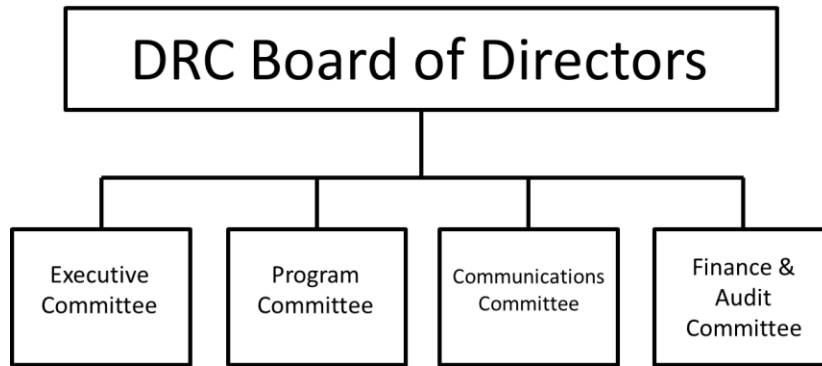 DRC Board of Directors
Executive
Committee
Program
Committee
Communications
Committee
Finance &
Audit
Committee